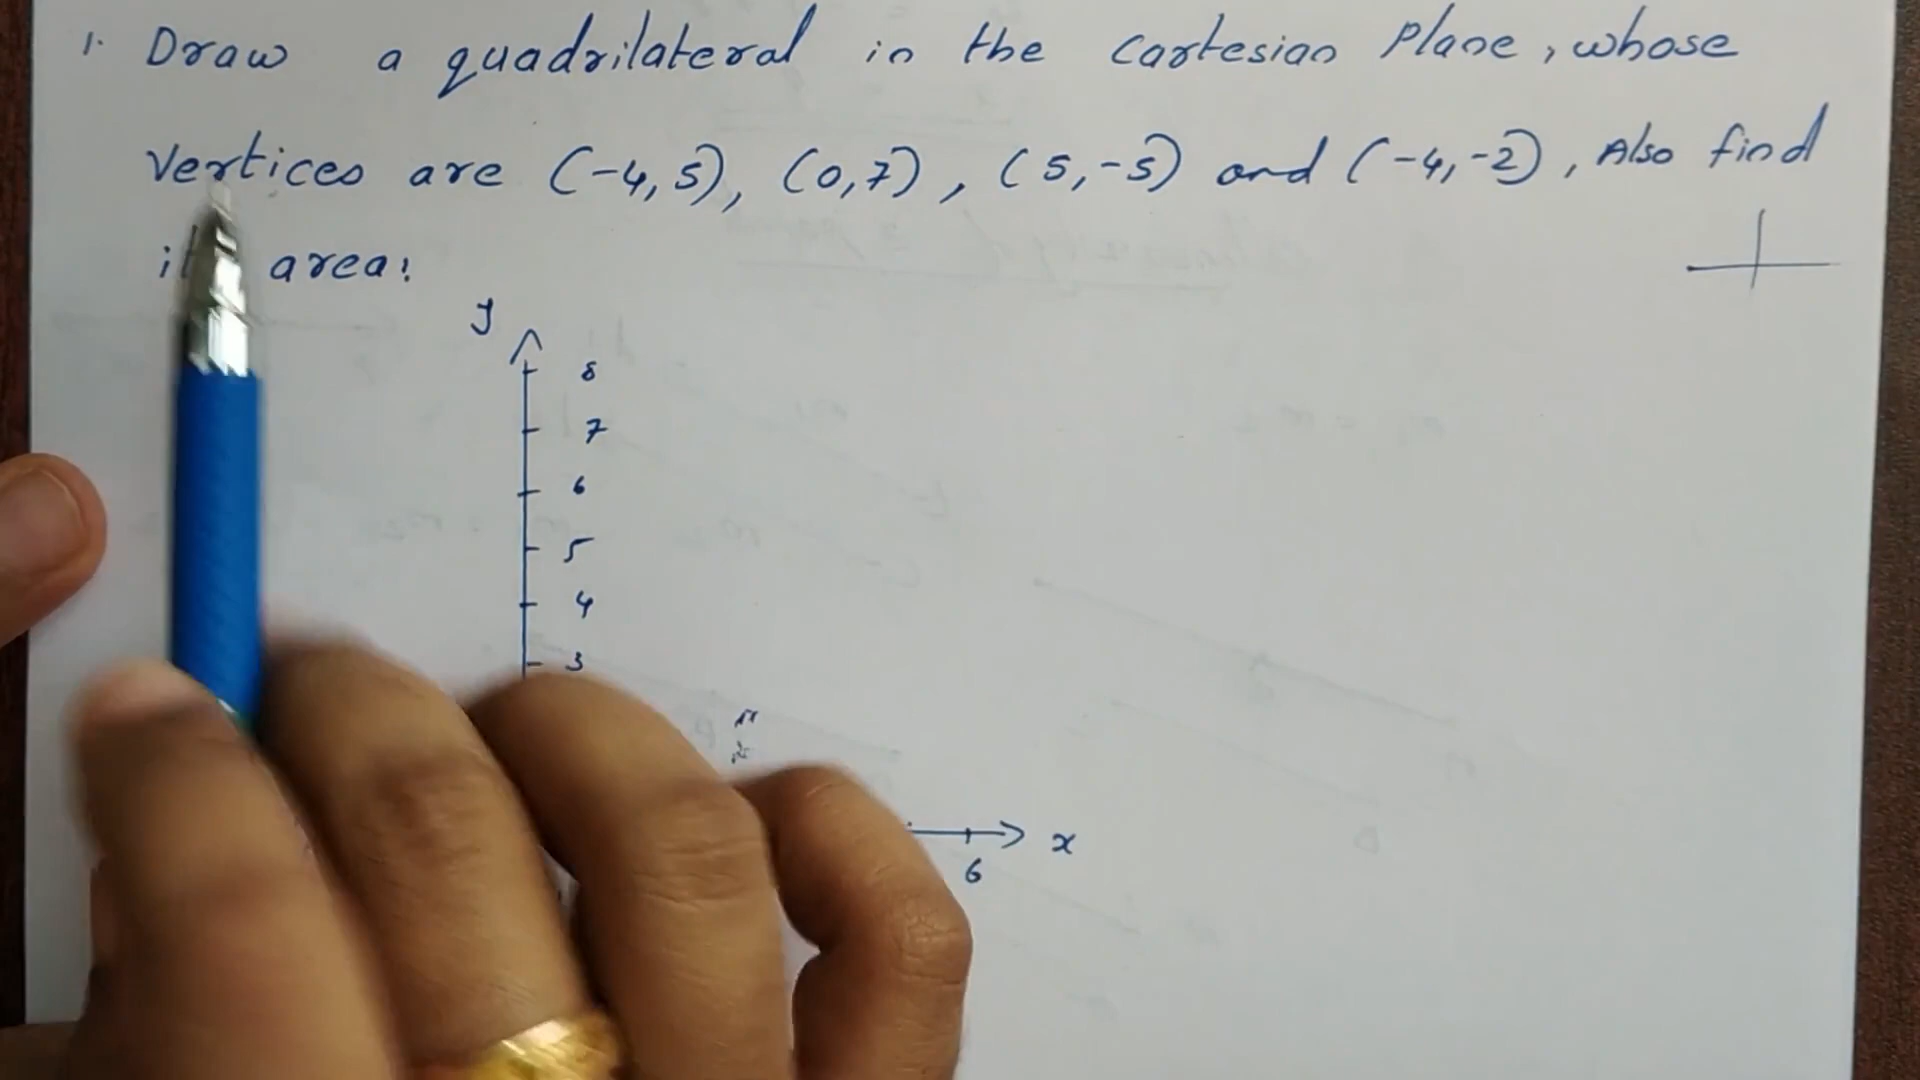 1. Draw a quadrilateral in the cartesian plane, whose
vertices are (-4,5), (0,7), (5,-5) and (-4,-2), Also find
area.
y
8
7
6
5
4
3
x
6